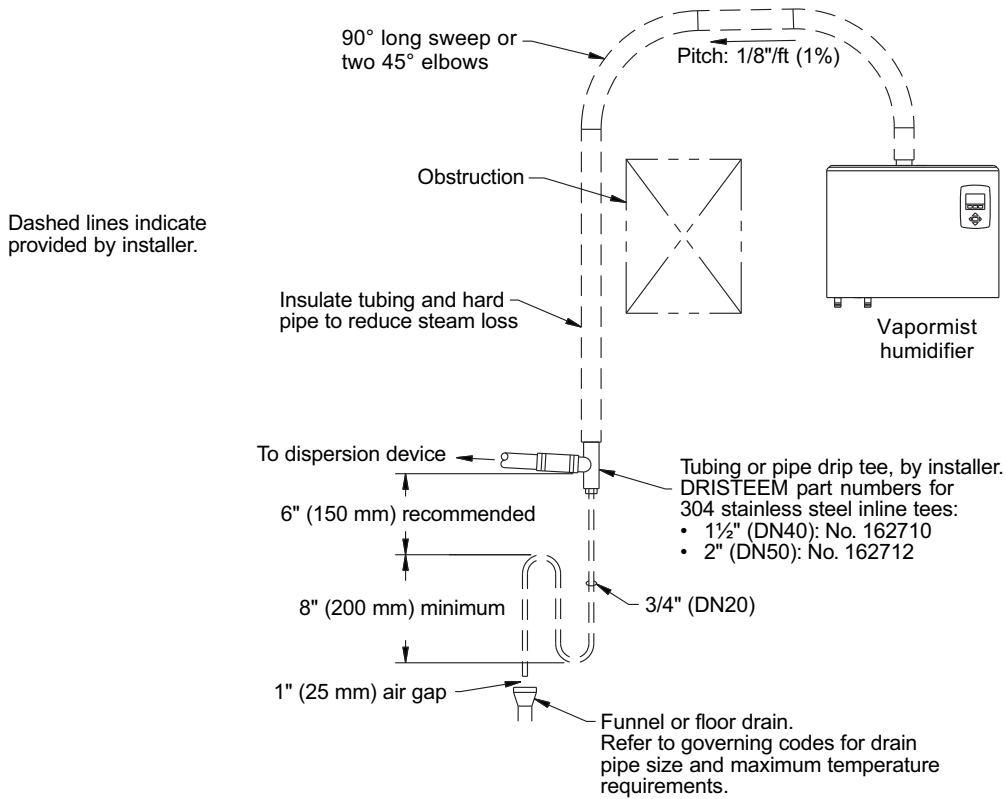 90° long sweep or
two 45° elbows
Pitch: 1/8"/ft (1%)
Obstruction
Dashed lines indicate
provided by installer.
Insulate tubing and hard
pipe to reduce steam loss
Vapormist
humidifier
To dispersion device
Tubing or pipe drip tee, by installer.
DRISTEEM part numbers for
304 stainless steel inline tees:
• 1½" (DN40): No. 162710
• 2" (DN50): No. 162712
6" (150 mm) recommended
8" (200 mm) minimum
3/4" (DN20)
1" (25 mm) air gap
Funnel or floor drain.
Refer to governing codes for drain
pipe size and maximum temperature
requirements.